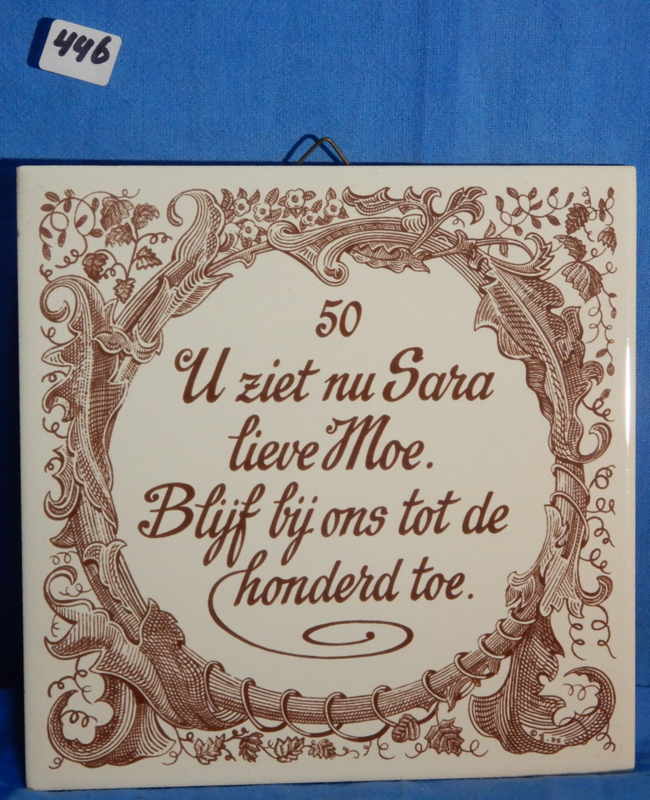 446
50
U ziet nu Sara
lieve Moe.
Blijf bij ons tot de
honderd toe.